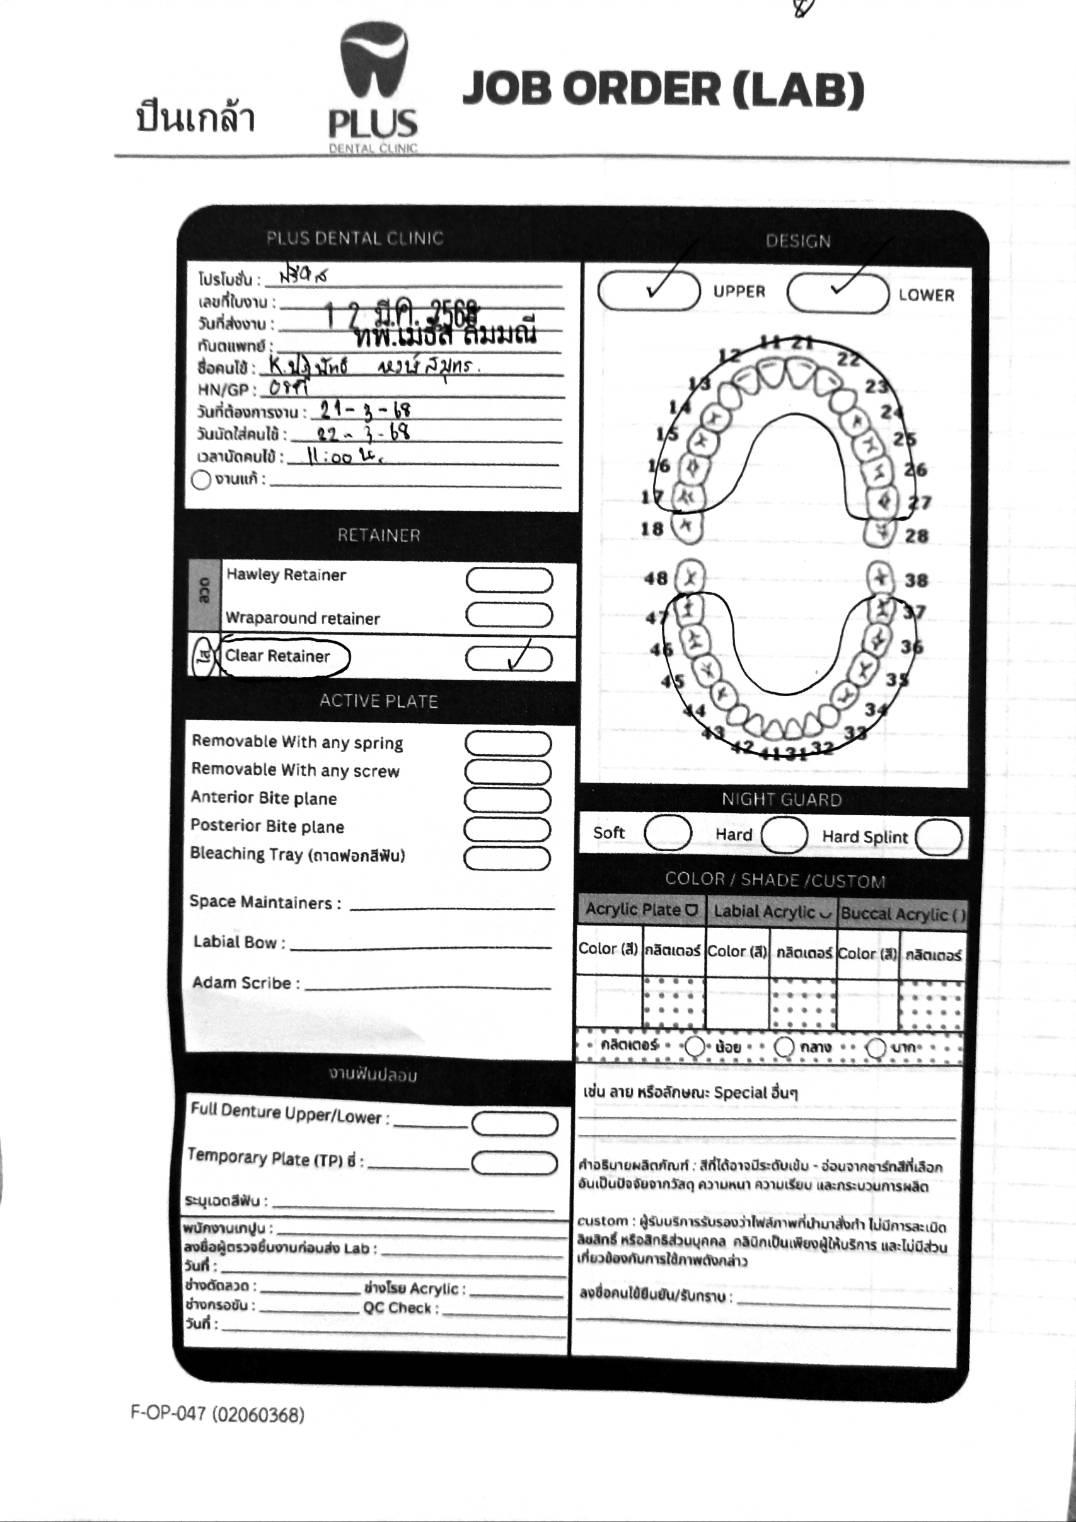 ปิ่นเกล้า
PLUS
DENTAL CLINIC
JOB ORDER (LAB)
PLUS DENTAL CLINIC
โปรโมชั่น :
เลขที่ใบงาน :
วันที่ส่งงาน : 12 มี.ค. 2568
ทันตแพทย์ : ทพ.เมธัส ลิมมณี
ชื่อคนไข้ : K.
HN/GP :
วันที่ต้องการงาน : 21-3-68
วันนัดใส่คนไข้ : 22-3-68
เวลานัดคนไข้ : 11:00 น.
งานแก้ :
RETAINER
ลวด
Hawley Retainer
Wraparound retainer
ใส
Clear Retainer
ACTIVE PLATE
Removable With any spring
Removable With any screw
Anterior Bite plane
Posterior Bite plane
Bleaching Tray (ถาดฟอกสีฟัน)
Space Maintainers :
Labial Bow :
Adam Scribe :
งานฟันปลอม
Full Denture Upper/Lower :
Temporary Plate (TP) ซี่ :
ระบุเฉดสีฟัน :
พนักงานเทปูน :
ลงชื่อผู้ตรวจชิ้นงานก่อนส่ง Lab :
วันที่ :
ช่างดัดลวด : ช่างโรย Acrylic :
ช่างกรอขัน : QC Check :
วันที่ :
DESIGN
UPPER LOWER
11 21
12 22
13 23
14 24
15 25
16 26
17 27
18 28
48 38
47 37
46 36
45 35
44 34
43 33
42 41 31 32
NIGHT GUARD
Soft Hard Hard Splint
COLOR / SHADE /CUSTOM
Acrylic Plate Labial Acrylic Buccal Acrylic ( )
Color (สี) กลิตเตอร์ Color (สี) กลิตเตอร์ Color (สี) กลิตเตอร์
กลิตเตอร์ น้อย กลาง มาก
เช่น ลาย หรือลักษณะ Special อื่นๆ
คำอธิบายผลิตภัณฑ์ : สีที่ได้อาจมีระดับเข้ม - อ่อนจากชาร์ทสีที่เลือก
อันเป็นปัจจัยจากวัสดุ ความหนา ความเรียบ และกระบวนการผลิต
custom : ผู้รับบริการรับรองว่าไฟล์ภาพที่นำมาสั่งทำ ไม่มีการละเมิด
ลิขสิทธิ์ หรือสิทธิส่วนบุคคล คลินิกเป็นเพียงผู้ให้บริการ และไม่มีส่วน
เกี่ยวข้องกับการใช้ภาพดังกล่าว
ลงชื่อคนไข้ยืนยัน/รับทราบ :
F-OP-047 (02060368)